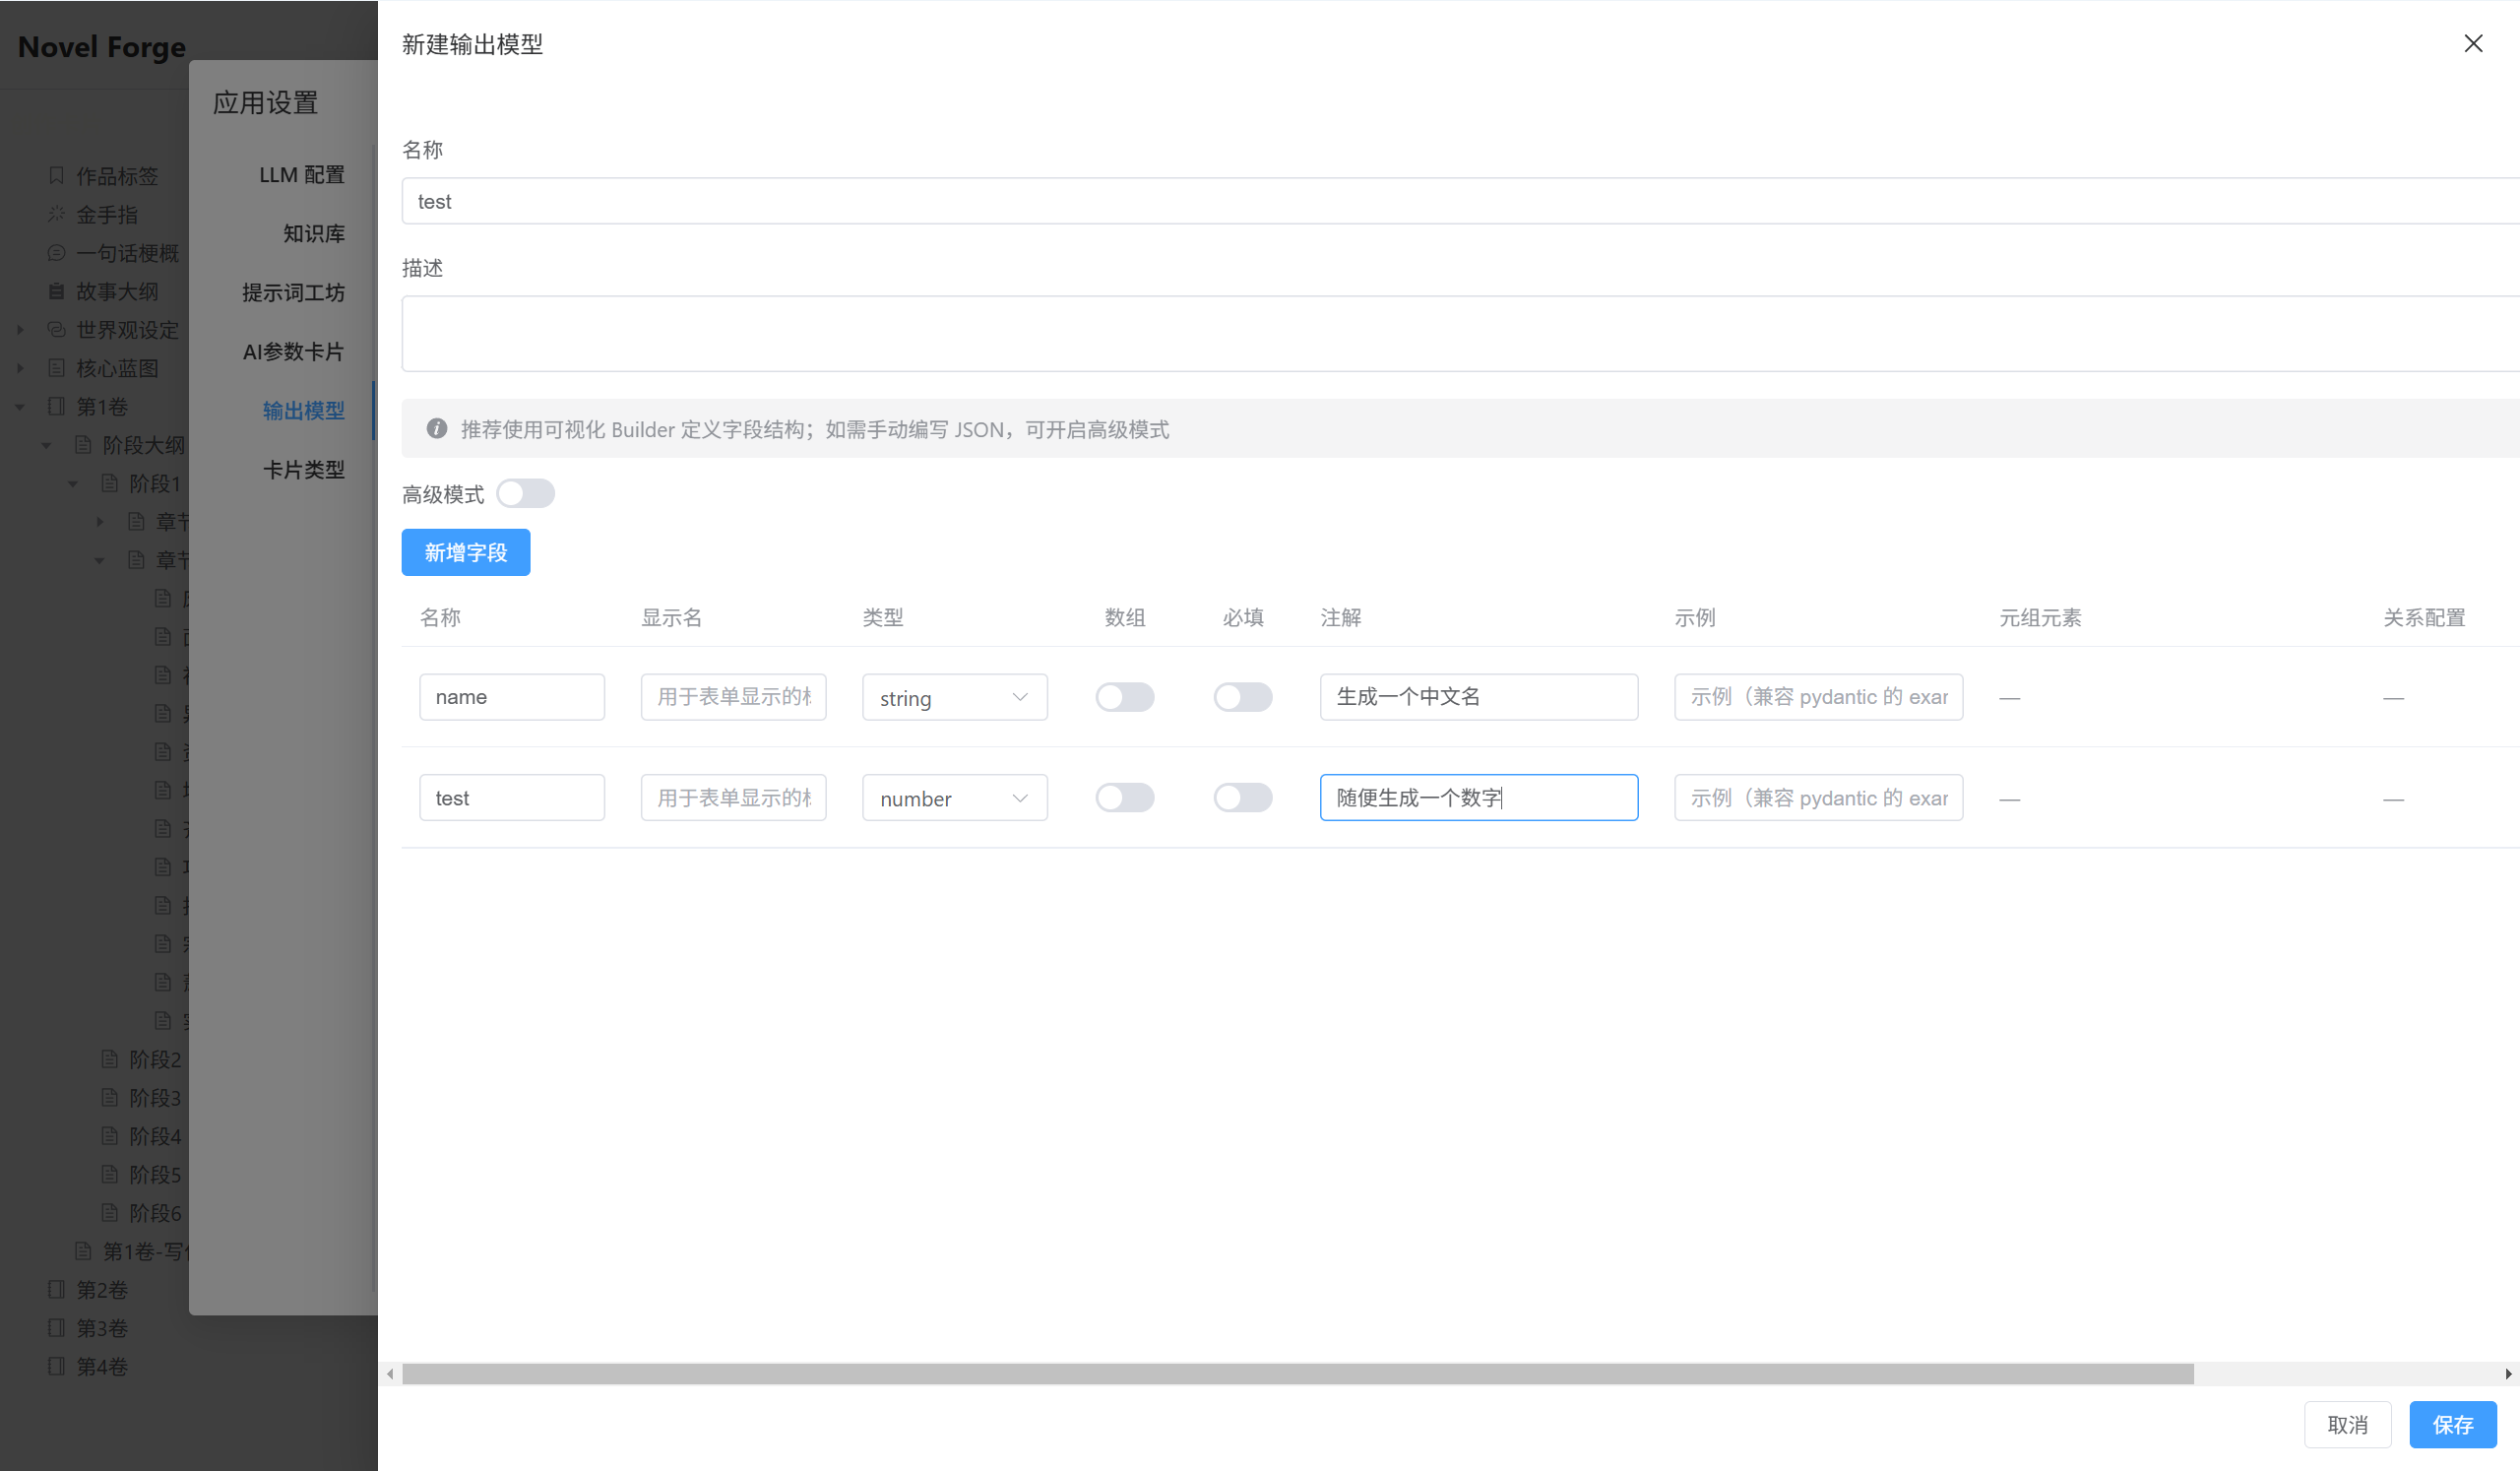 Novel Forge
作品标签
金手指
一句话梗概
故事大纲
世界观设定
核心蓝图
第1卷
阶段大纲
阶段1
章节
章节
阶段2
阶段3
阶段4
阶段5
阶段6
第1卷-写
第2卷
第3卷
第4卷
应用设置
LLM 配置
知识库
提示词工坊
AI参数卡片
输出模型
卡片类型
新建输出模型
名称
test
描述
推荐使用可视化 Builder 定义字段结构；如需手动编写 JSON，可开启高级模式
高级模式
新增字段
名称 显示名 类型 数组 必填 注解 示例 元组元素 关系配置
name 用于表单显示的 string 生成一个中文名 示例（兼容 pydantic 的 exar — —
test 用于表单显示的 number 随便生成一个数字 示例（兼容 pydantic 的 exar — —
取消 保存